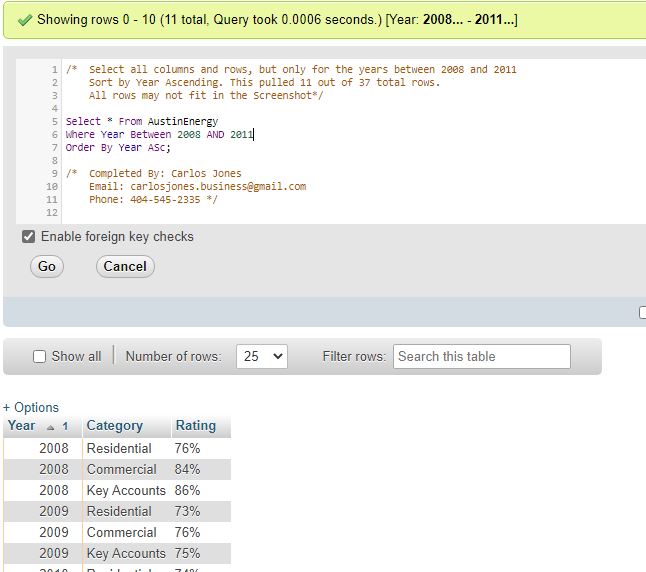 Showing rows 0 - 10 (11 total, Query took 0.0006 seconds.) [Year: 2008... - 2011...]
1 /* Select all columns and rows, but only for the years between 2008 and 2011
2 Sort by Year Ascending. This pulled 11 out of 37 total rows.
3 All rows may not fit in the Screenshot*/
4
5 Select * From AustinEnergy
6 Where Year Between 2008 AND 2011
7 Order By Year ASc;
8
9 /* Completed By: Carlos Jones
10 Email: carlosjones.business@gmail.com
11 Phone: 404-545-2335 */
12
Enable foreign key checks
Go Cancel
Show all Number of rows: 25 Filter rows: Search this table
+ Options
Year 1 Category Rating
2008 Residential 76%
2008 Commercial 84%
2008 Key Accounts 86%
2009 Residential 73%
2009 Commercial 76%
2009 Key Accounts 75%